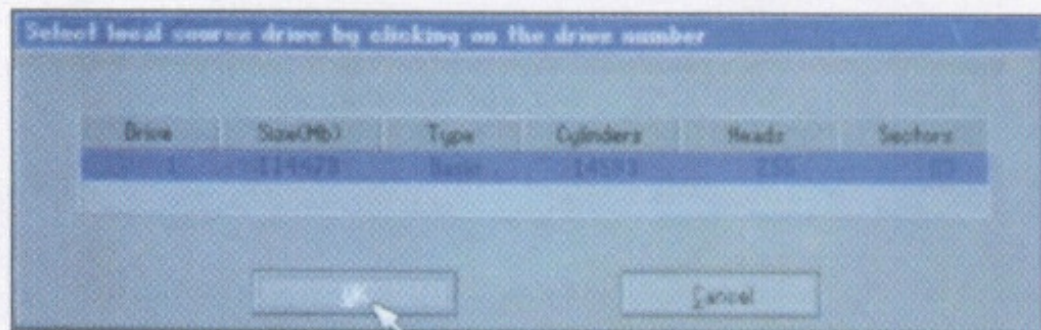 Select local source drive by clicking on the drive number
Drive Size(Mb) Type Cylinders Heads Sectors
1 Basic 14593 255
OK Cancel